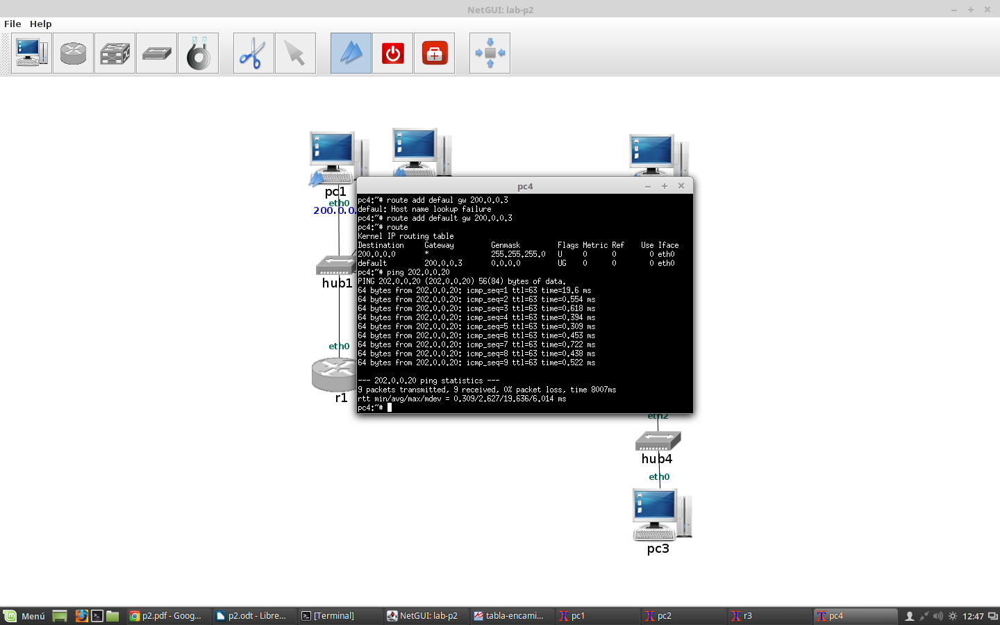 NetGUI: lab-p2
File Help
pc1
eth0
200.0.0.
hub1
eth0
r1
pc4
pc4:~# route add defaul gw 200.0.0.3
defaul: Host name lookup failure
pc4:~# route add default gw 200.0.0.3
pc4:~# route
Kernel IP routing table
Destination Gateway Genmask Flags Metric Ref Use Iface
200.0.0.0 * 255.255.255.0 U 0 0 0 eth0
default 200.0.0.3 0.0.0.0 UG 0 0 0 eth0
pc4:~# ping 202.0.0.20
PING 202.0.0.20 (202.0.0.20) 56(84) bytes of data.
64 bytes from 202.0.0.20: icmp_seq=1 ttl=63 time=19.6 ms
64 bytes from 202.0.0.20: icmp_seq=2 ttl=63 time=0.554 ms
64 bytes from 202.0.0.20: icmp_seq=3 ttl=63 time=0.618 ms
64 bytes from 202.0.0.20: icmp_seq=4 ttl=63 time=0.394 ms
64 bytes from 202.0.0.20: icmp_seq=5 ttl=63 time=0.309 ms
64 bytes from 202.0.0.20: icmp_seq=6 ttl=63 time=0.453 ms
64 bytes from 202.0.0.20: icmp_seq=7 ttl=63 time=0.722 ms
64 bytes from 202.0.0.20: icmp_seq=8 ttl=63 time=0.438 ms
64 bytes from 202.0.0.20: icmp_seq=9 ttl=63 time=0.522 ms
--- 202.0.0.20 ping statistics ---
9 packets transmitted, 9 received, 0% packet loss, time 8007ms
rtt min/avg/max/mdev = 0.309/2.627/19.636/6.014 ms
pc4:~#
eth2
hub4
eth0
pc3
Menú p2.pdf - Goog... p2.odt - Libre... [Terminal] NetGUI: lab-p2 tabla-encami... pc1 pc2 r3 pc4 12:47